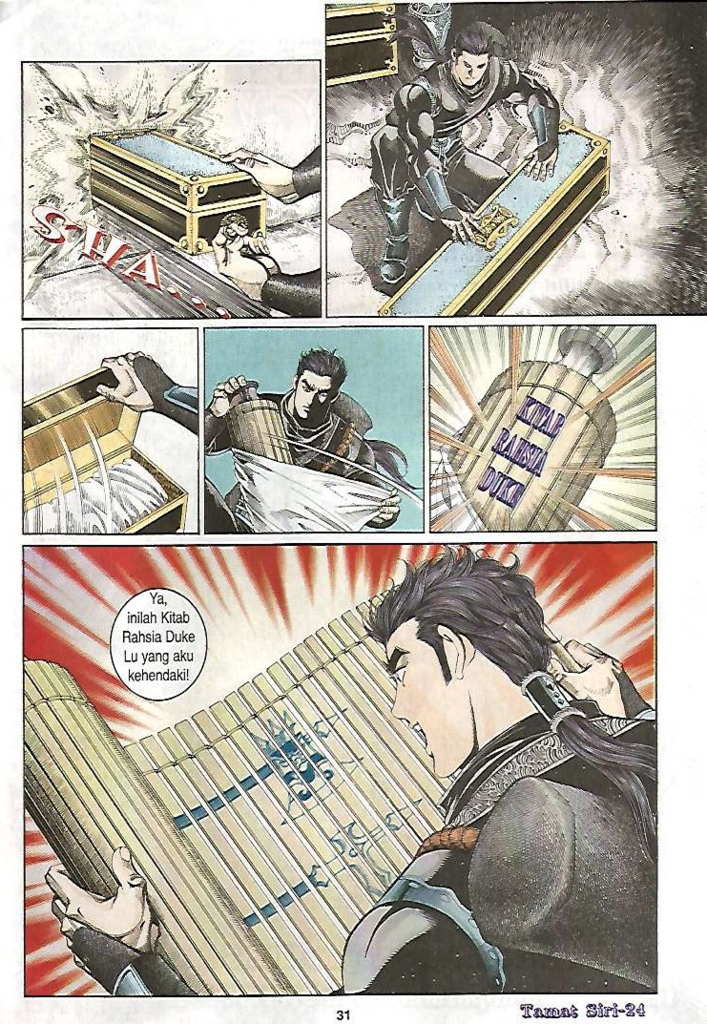 SHA...
KITAB
RAHSIA
DUKE
Ya,
inilah Kitab
Rahsia Duke
Lu yang aku
kehendaki!
31
Tamat Siri-24